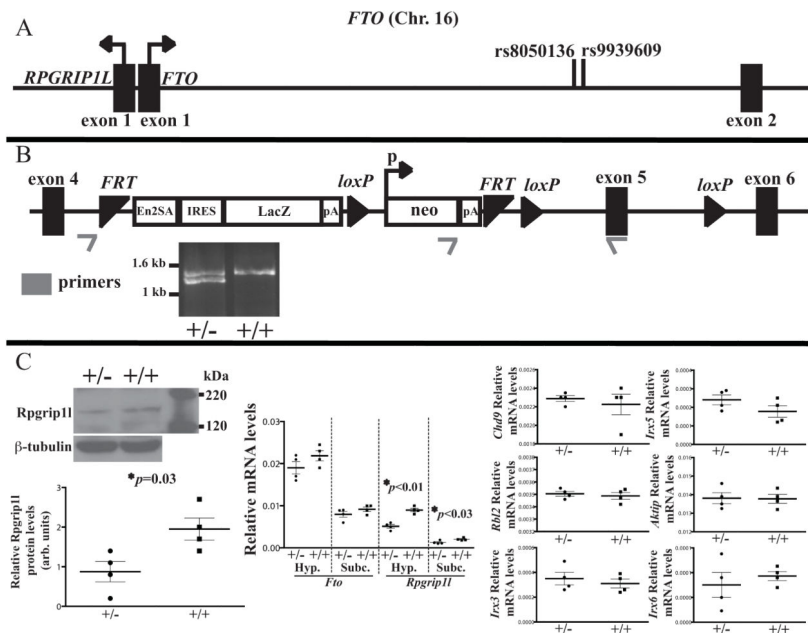 A
FTO (Chr. 16)
rs8050136 rs9939609
RPGRIP1L FTO
exon 1 exon 1 exon 2
B
exon 4 FRT loxP p FRT loxP exon 5 loxP exon 6
En2SA IRES LacZ pA neo pA
primers
1.6 kb
1 kb
+/- +/+
C
+/- +/+ kDa
Rpgrip1l
220
120
β-tubulin
*p=0.03
Relative Rpgrip1l
protein levels
(arb. units)
3
2
1
0
+/- +/+
Relative mRNA levels
0.03
0.02
0.01
0.00
*p<0.01
*p<0.03
+/- +/+ +/- +/+ +/- +/+ +/- +/+
Hyp. Subc. Hyp. Subc.
Fto Rpgrip1l
Chd9 Relative
mRNA levels
+/- +/+
Irx5 Relative
mRNA levels
+/- +/+
Rbl2 Relative
mRNA levels
+/- +/+
Aktip Relative
mRNA levels
+/- +/+
Irx3 Relative
mRNA levels
+/- +/+
Irx6 Relative
mRNA levels
+/- +/+